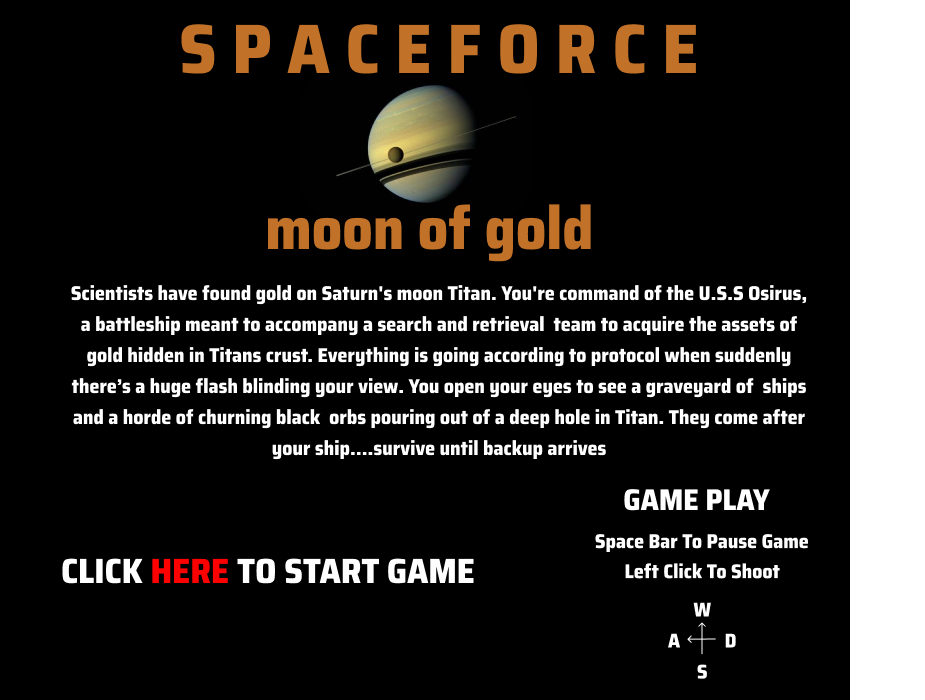 SPACEFORCE
moon of gold
Scientists have found gold on Saturn's moon Titan. You're command of the U.S.S Osirus,
a battleship meant to accompany a search and retrieval  team to acquire the assets of
gold hidden in Titans crust. Everything is going according to protocol when suddenly
there’s a huge flash blinding your view. You open your eyes to see a graveyard of  ships
and a horde of churning black  orbs pouring out of a deep hole in Titan. They come after
your ship....survive until backup arrives
GAME PLAY
Space Bar To Pause Game
Left Click To Shoot
CLICK HERE TO START GAME
W
A D
S